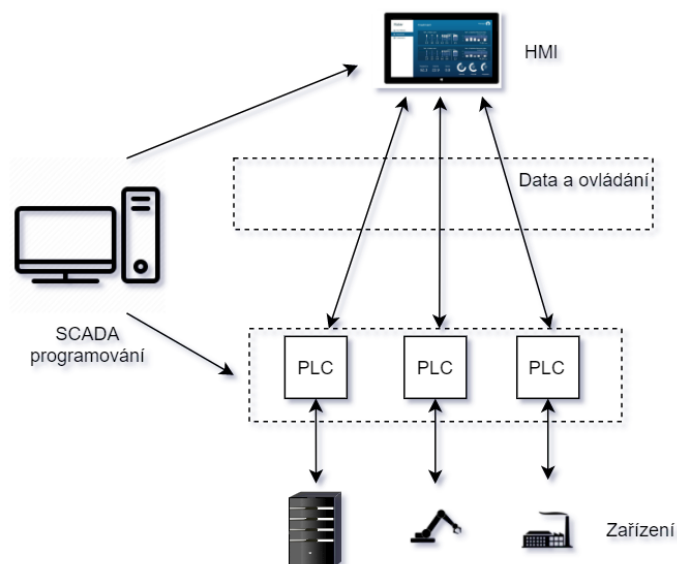 HMI
Data a ovládání
SCADA
programování
PLC
PLC
PLC
Zařízení